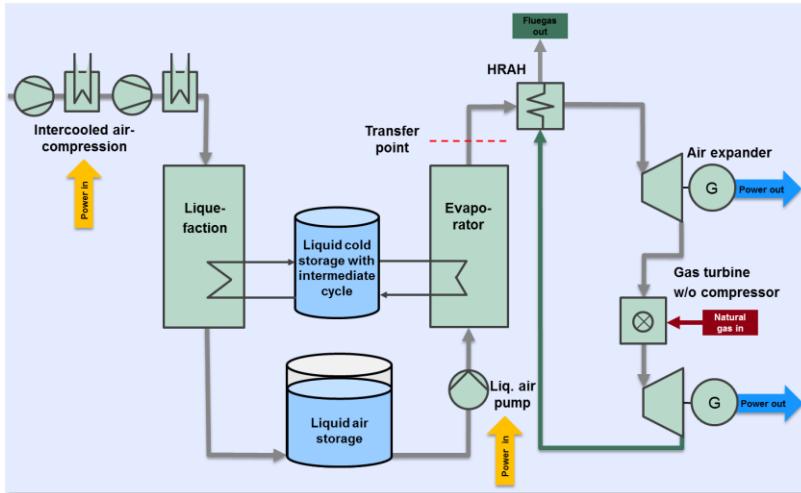 Fluegas
out
HRAH
Intercooled air-
compression
Power in
Transfer
point
Air expander
G
Power out
Lique-
faction
Liquid cold
storage with
intermediate
cycle
Evapo-
rator
Gas turbine
w/o compressor
Natural
gas in
Liquid air
storage
Liq. air
pump
Power in
G
Power out